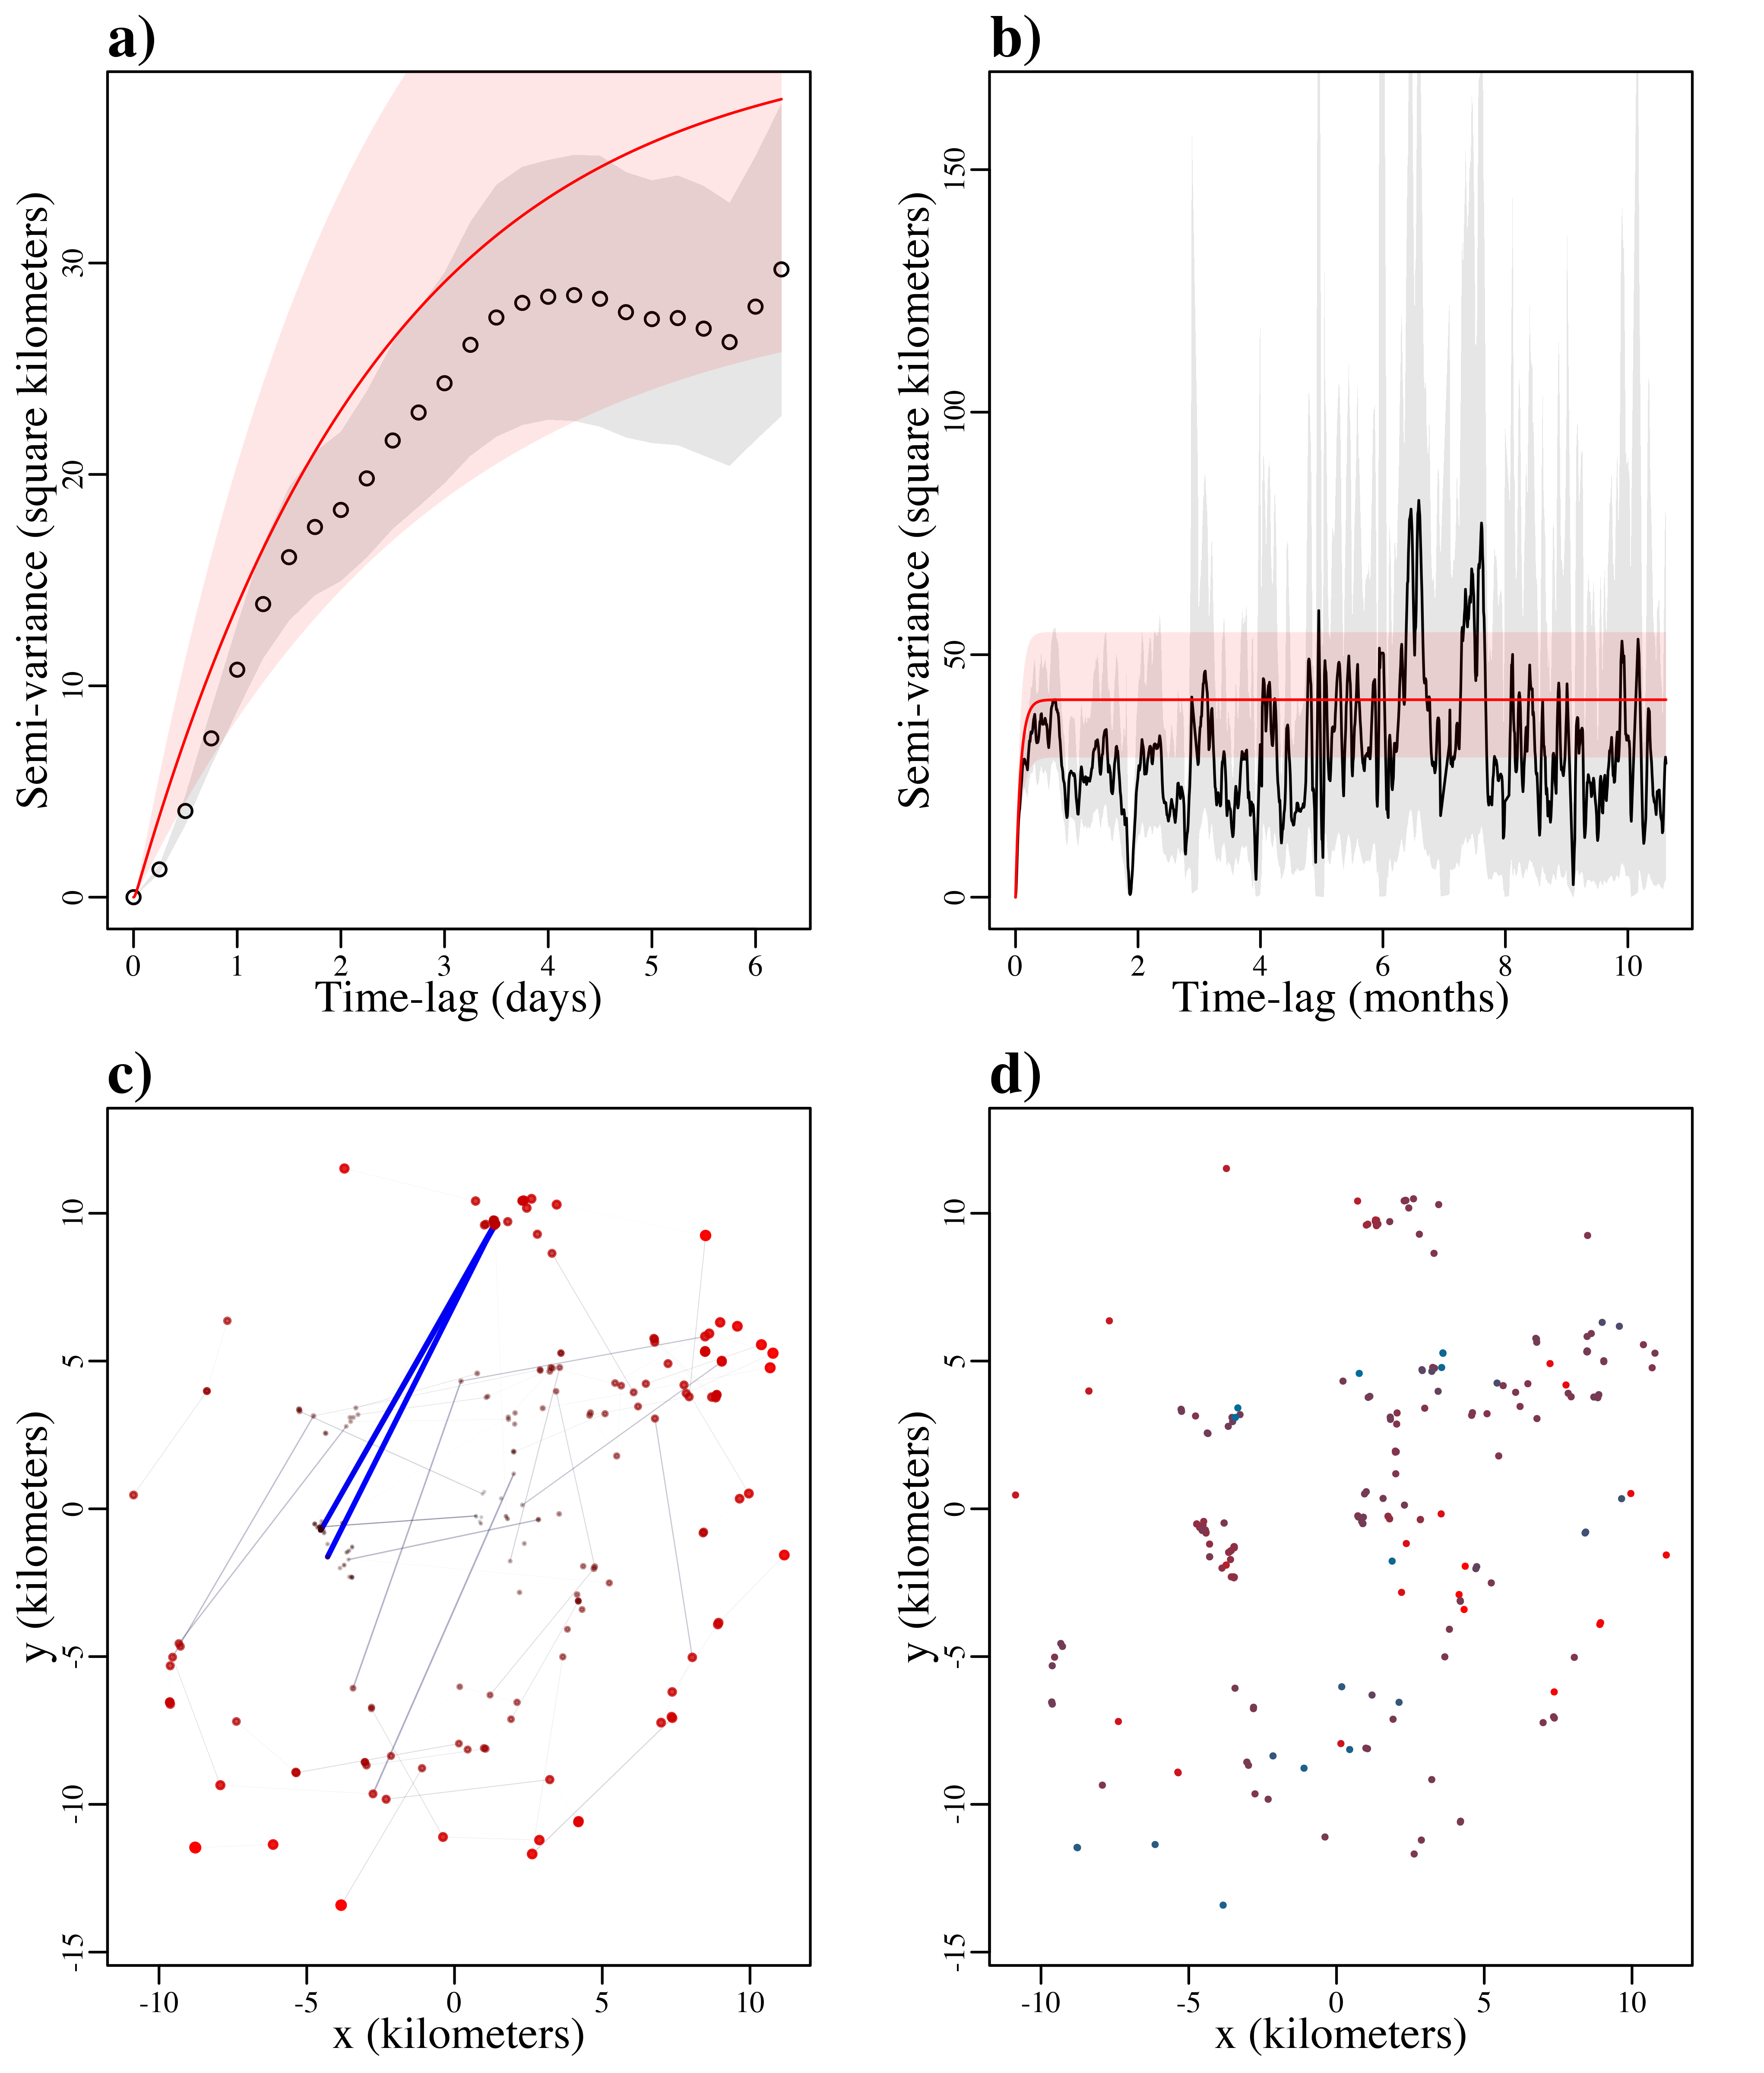 a)
Semi-variance (square kilometers)
30
20
10
0
0 1 2 3 4 5 6
Time-lag (days)
b)
Semi-variance (square kilometers)
150
100
50
0
0 2 4 6 8 10
Time-lag (months)
c)
y (kilometers)
10
5
0
-5
-10
-15
-10 -5 0 5 10
x (kilometers)
d)
y (kilometers)
10
5
0
-5
-10
-15
-10 -5 0 5 10
x (kilometers)